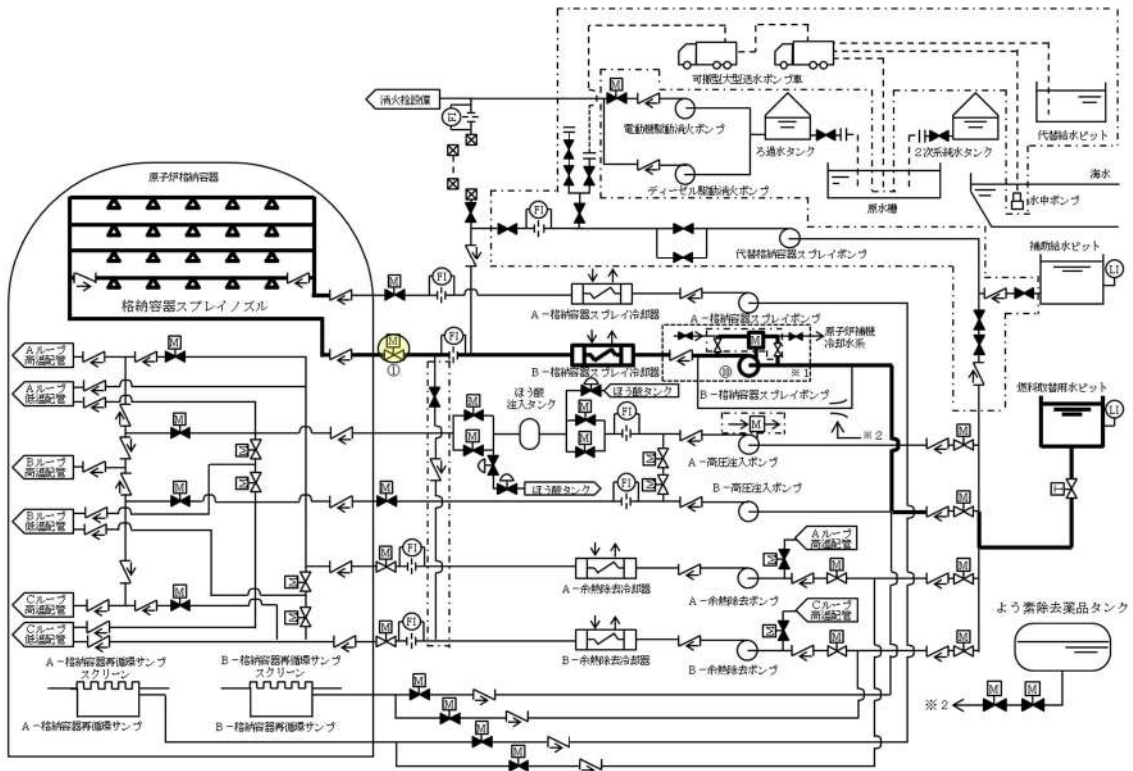 可搬型大型送水ポンプ車
消火栓設備
M
FI
電動機駆動消火ポンプ
ろ過水タンク
2次系純水タンク
代替給水ピット
ディーゼル駆動消火ポンプ
原水槽
海水
水中ポンプ
原子炉格納容器
FI
代替格納容器スプレイポンプ
補助給水ピット
LI
格納容器スプレイノズル
M
FI
A-格納容器スプレイ冷却器
A-格納容器スプレイポンプ
原子炉補機
冷却水系
M
①
FI
B-格納容器スプレイ冷却器
M
⑩
※1
B-格納容器スプレイポンプ
燃料取替用水ピット
LI
Aループ
高温配管
M
Aループ
低温配管
ほう酸
注入タンク
ほう酸タンク
M
M
M
M
M
FI
M
※2
A-高圧注入ポンプ
M
Bループ
高温配管
M
M
ほう酸タンク
M
M
FI
B-高圧注入ポンプ
M
Bループ
低温配管
M
M
T
Aループ
高温配管
M
FI
M
M
M
A-余熱除去冷却器
A-余熱除去ポンプ
Cループ
高温配管
M
M
M
Cループ
低温配管
Cループ
高温配管
M
FI
M
M
M
B-余熱除去冷却器
B-余熱除去ポンプ
よう素除去薬品タンク
A-格納容器再循環サンプ
スクリーン
B-格納容器再循環サンプ
スクリーン
A-格納容器再循環サンプ
B-格納容器再循環サンプ
M
M
M
M
※2
M
M